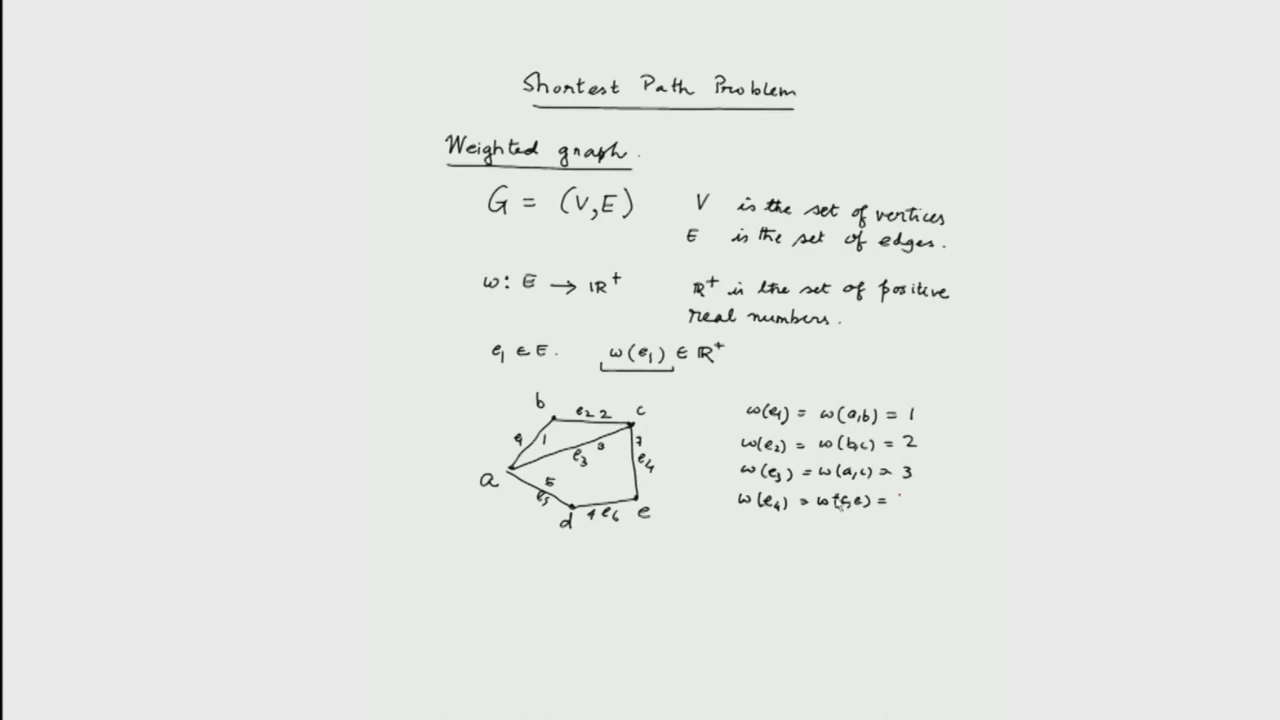 Shortest Path Problem
Weighted graph.
G = (V,E) V is the set of vertices
E is the set of edges.
w: E → ℝ⁺ ℝ⁺ is the set of positive
real numbers.
e₁ ∈ E. w(e₁) ∈ ℝ⁺
b e₂ 2 c
e₁ 1 3 7
e₃ e₄
a 5
e₅
d 4 e₆ e
w(e₁) = w(a,b) = 1
w(e₂) = w(b,c) = 2
w(e₃) = w(a,c) = 3
w(e₄) = w(c,e) =